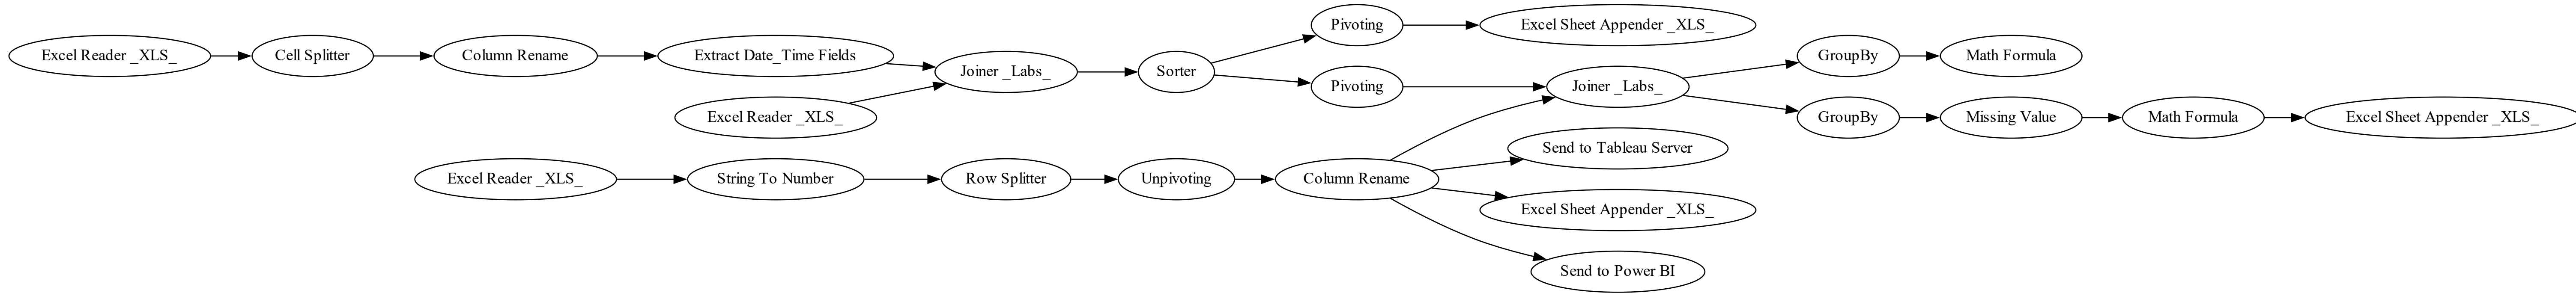 Excel Reader _XLS_
Cell Splitter
Column Rename
Extract Date_Time Fields
Excel Reader _XLS_
Joiner _Labs_
Sorter
Pivoting
Excel Sheet Appender _XLS_
Pivoting
Joiner _Labs_
GroupBy
Math Formula
GroupBy
Missing Value
Math Formula
Excel Sheet Appender _XLS_
Excel Reader _XLS_
String To Number
Row Splitter
Unpivoting
Column Rename
Send to Tableau Server
Excel Sheet Appender _XLS_
Send to Power BI